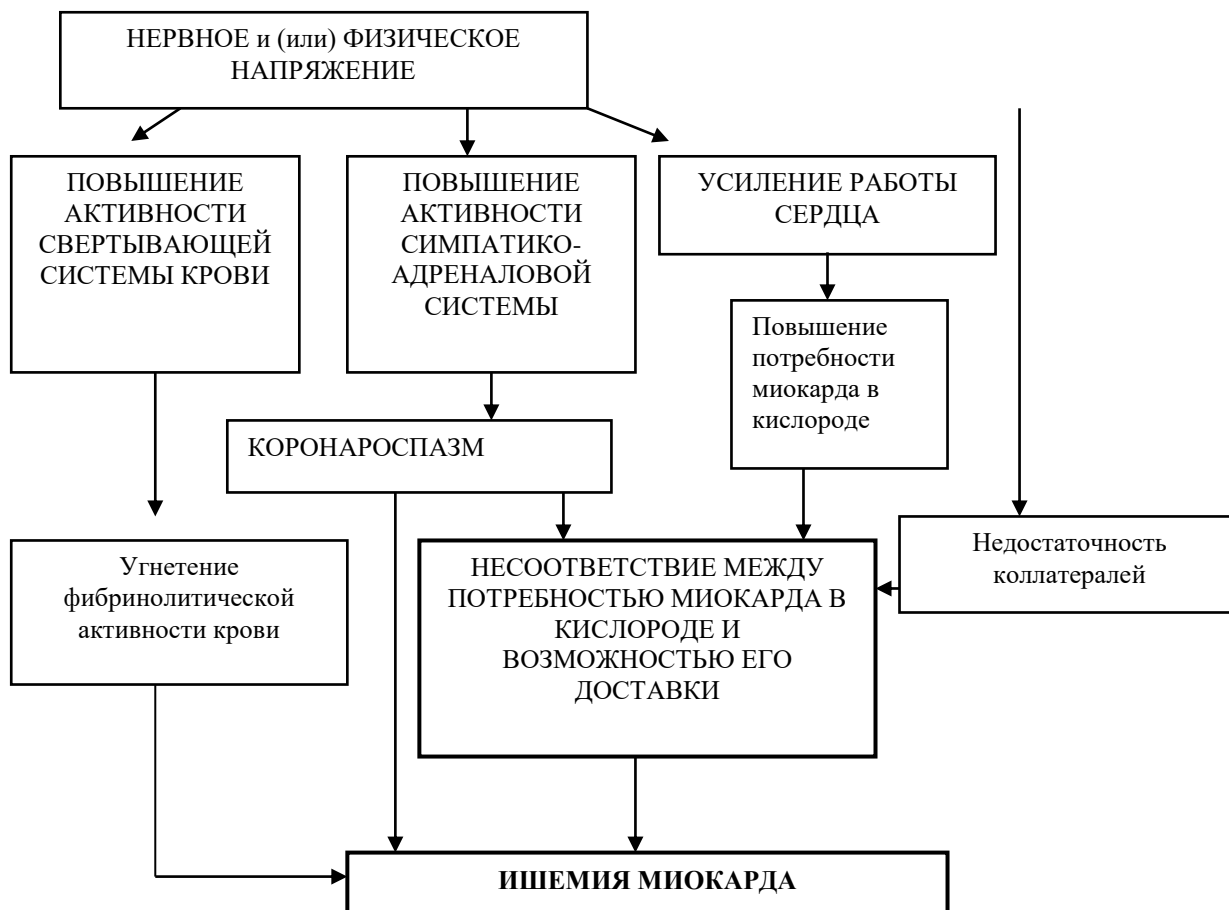 НЕРВНОЕ и (или) ФИЗИЧЕСКОЕ
НАПРЯЖЕНИЕ
ПОВЫШЕНИЕ
АКТИВНОСТИ
СВЕРТЫВАЮЩЕЙ
СИСТЕМЫ КРОВИ
ПОВЫШЕНИЕ
АКТИВНОСТИ
СИМПАТИКО-
АДРЕНАЛОВОЙ
СИСТЕМЫ
УСИЛЕНИЕ РАБОТЫ
СЕРДЦА
Повышение
потребности
миокарда в
кислороде
КОРОНАРОСПАЗМ
Угнетение
фибринолитической
активности крови
НЕСООТВЕТСТВИЕ МЕЖДУ
ПОТРЕБНОСТЬЮ МИОКАРДА В
КИСЛОРОДЕ И
ВОЗМОЖНОСТЬЮ ЕГО
ДОСТАВКИ
Недостаточность
коллатералей
ИШЕМИЯ МИОКАРДА